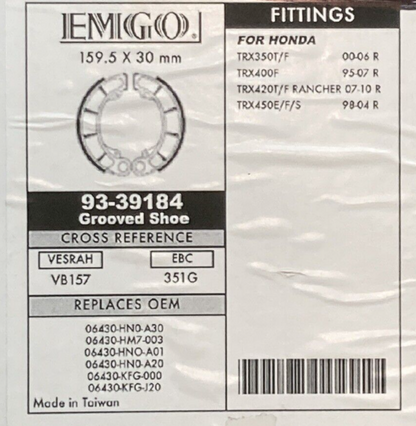 EMGO.
159.5 X 30 mm
93-39184
Grooved Shoe
CROSS REFERENCE
VESRAH EBC
VB157 351G
REPLACES OEM
06430-HN0-A30
06430-HM7-003
06430-HNO-A01
06430-HN0-A20
06430-KFG-000
06430-KFG-J20
Made in Taiwan
FITTINGS
FOR HONDA
TRX350T/F 00-06 R
TRX400F 95-07 R
TRX420T/F RANCHER 07-10 R
TRX450E/F/S 98-04 R